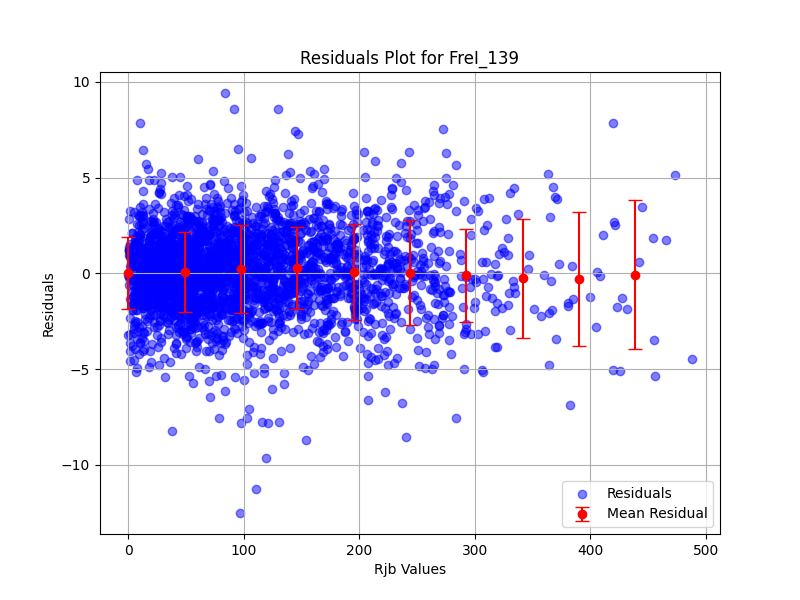 Residuals Plot for FreI_139
10
5
0
−5
−10
Residuals
0
100
200
300
400
500
Rjb Values
Residuals
Mean Residual